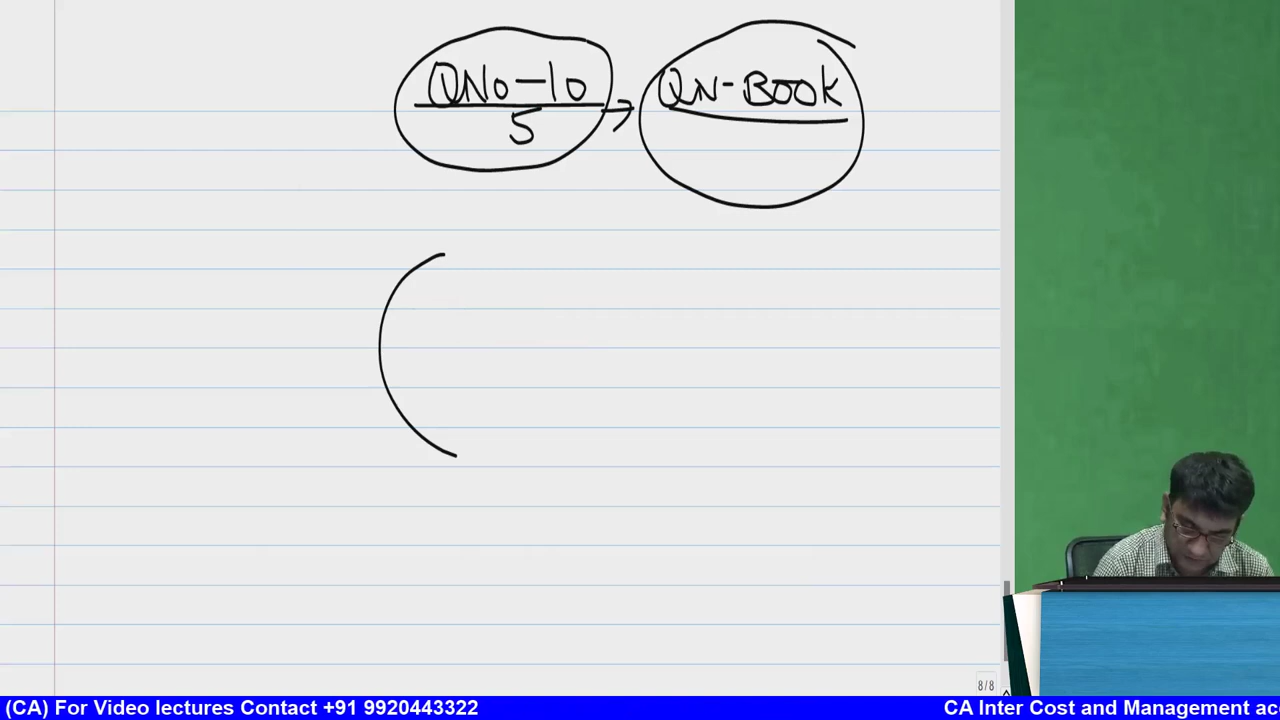 QNo-10
5
QN-BOOK
8/8
(CA) For Video lectures Contact +91 9920443322
CA Inter Cost and Management ac